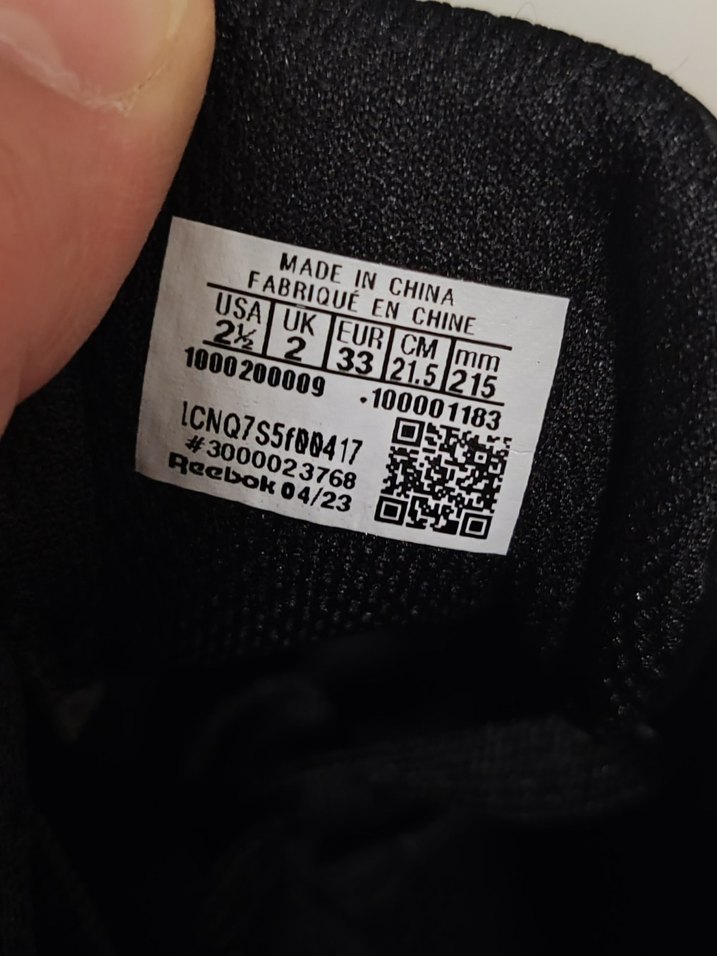 MADE IN CHINA
FABRIQUÉ EN CHINE
USA UK EUR CM mm
2½ 2 33 21.5 215
1000200009 .100001183
#3000023768
Reebok 04/23